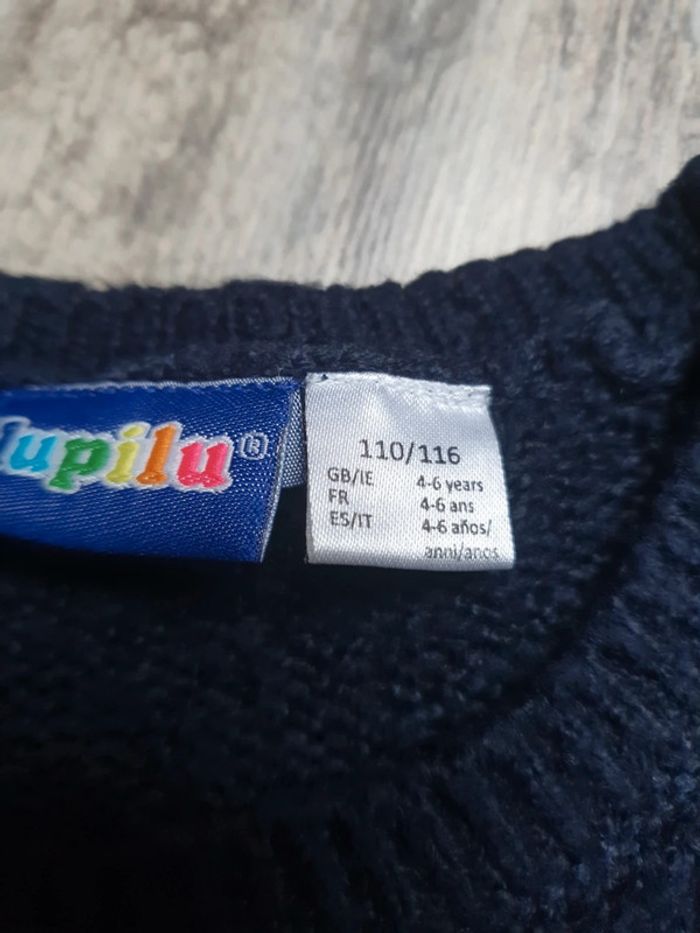 lupilu®
110/116
GB/IE 4-6 years
FR 4-6 ans
ES/IT 4-6 años/
anni/anos